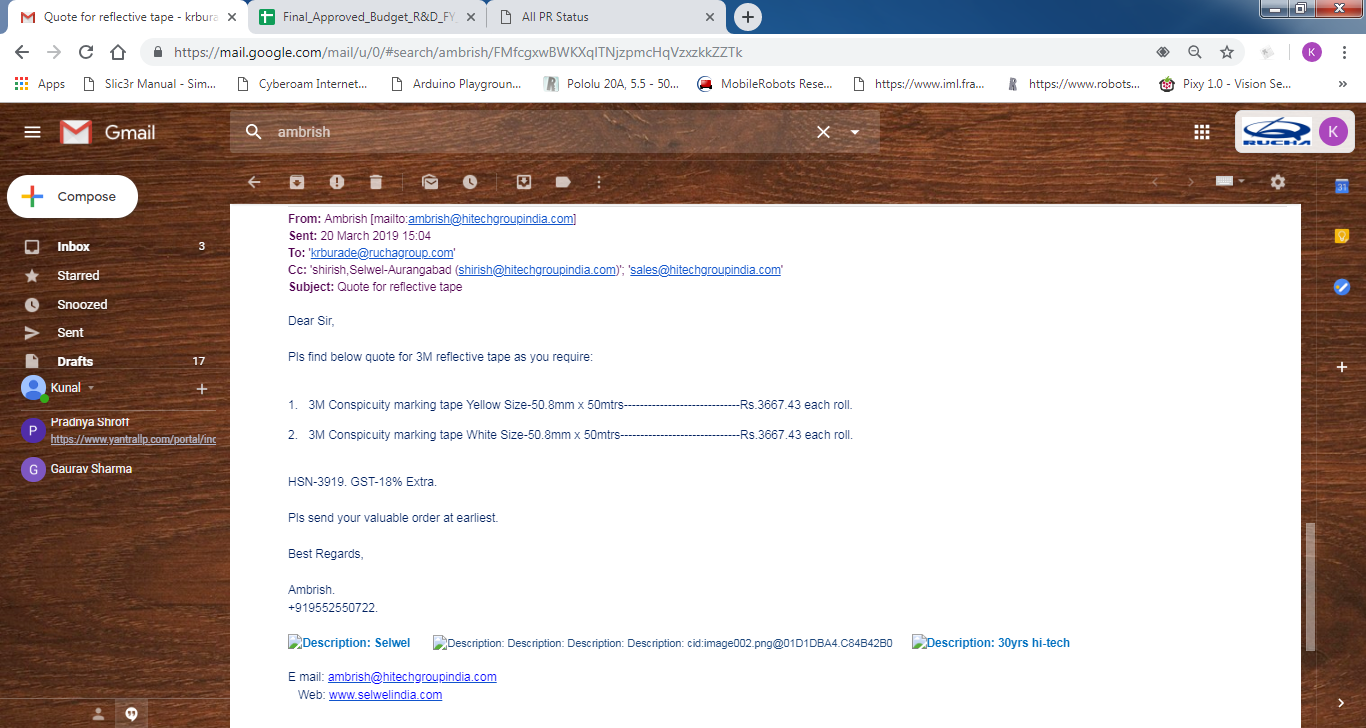 Quote for reflective tape - krbura
Final_Approved_Budget_R&D_FY_
All PR Status
https://mail.google.com/mail/u/0/#search/ambrish/FMfcgxwBWKXqlTNjzpmcHqVzxzkkZZTk
K
Apps
Slic3r Manual - Sim...
Cyberoam Internet...
Arduino Playgroun...
Pololu 20A, 5.5 - 50...
MobileRobots Rese...
https://www.iml.fra...
https://www.robots...
Pixy 1.0 - Vision Se...
»
Gmail
ambrish
RUCHA
K
Compose
31
Inbox 3
Starred
Snoozed
Sent
Drafts 17
Kunal
P
Pradnya Shroff
https://www.yantrallp.com/portal/inc
G
Gaurav Sharma
From: Ambrish [mailto:ambrish@hitechgroupindia.com]
Sent: 20 March 2019 15:04
To: 'krburade@ruchagroup.com'
Cc: 'shirish,Selwel-Aurangabad (shirish@hitechgroupindia.com)'; 'sales@hitechgroupindia.com'
Subject: Quote for reflective tape
Dear Sir,
Pls find below quote for 3M reflective tape as you require:
1. 3M Conspicuity marking tape Yellow Size-50.8mm x 50mtrs-----------------------------Rs.3667.43 each roll.
2. 3M Conspicuity marking tape White Size-50.8mm x 50mtrs------------------------------Rs.3667.43 each roll.
HSN-3919. GST-18% Extra.
Pls send your valuable order at earliest.
Best Regards,
Ambrish.
+919552550722.
Description: Selwel
Description: Description: Description: Description: cid:image002.png@01D1DBA4.C84B42B0
Description: 30yrs hi-tech
E mail: ambrish@hitechgroupindia.com
Web: www.selwelindia.com